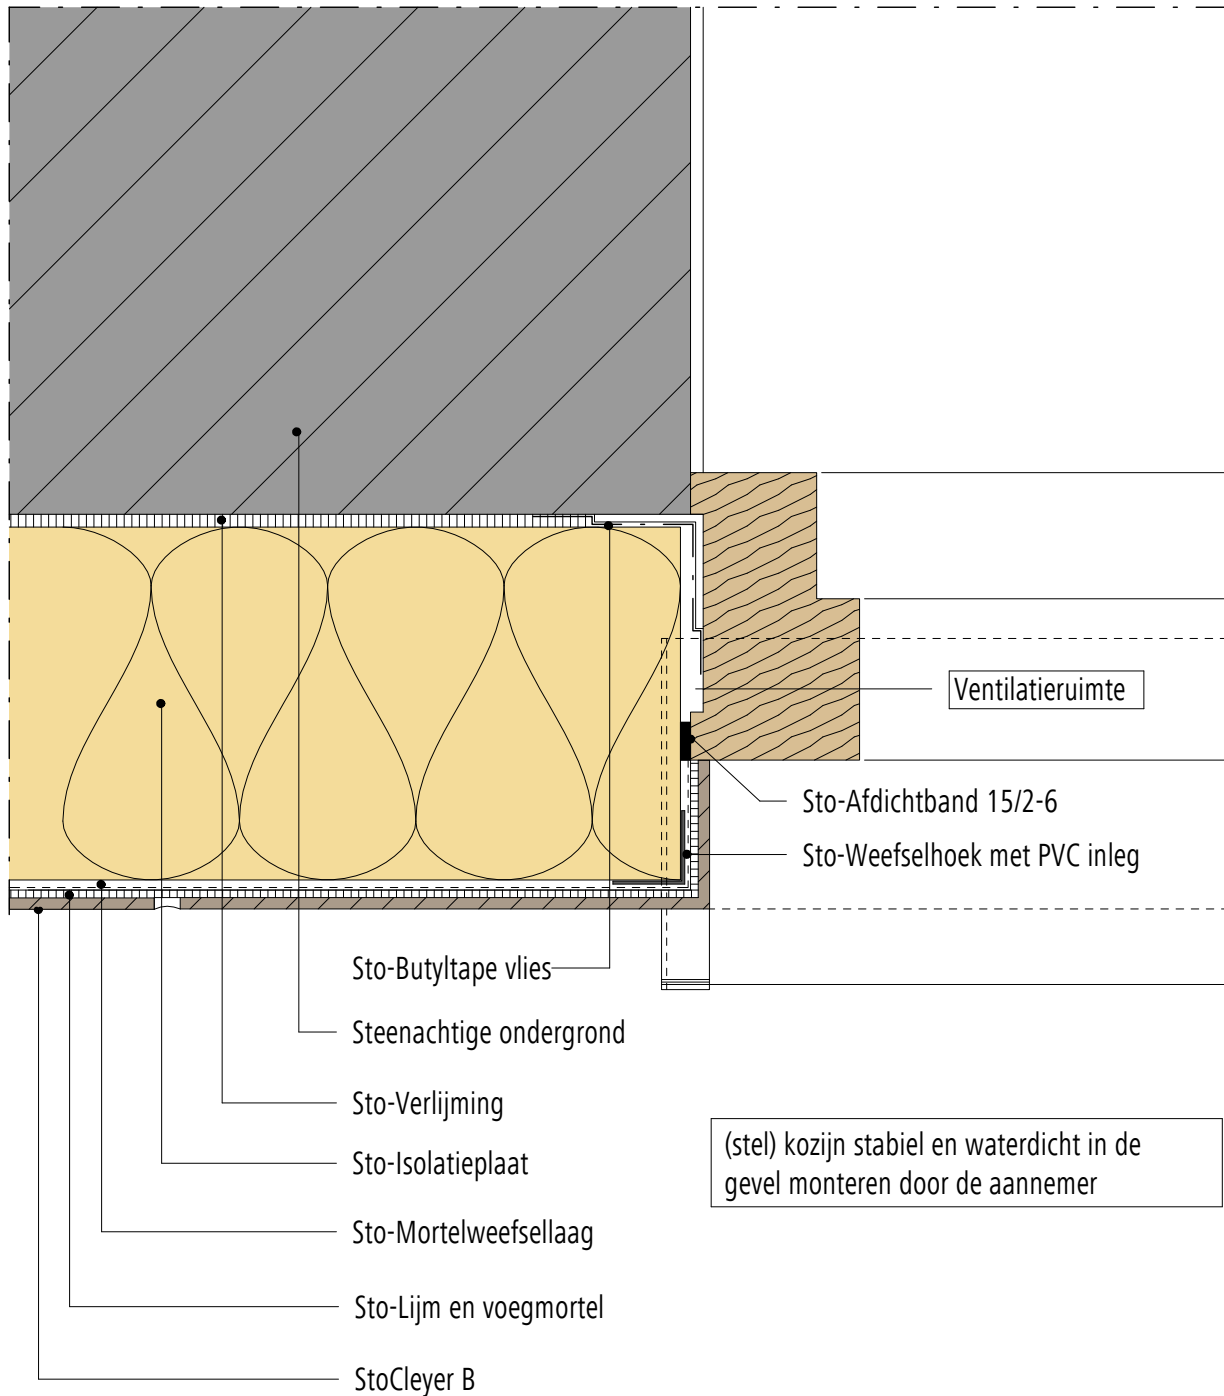 Ventilatieruimte
Sto-Afdichtband 15/2-6
Sto-Weefselhoek met PVC inleg
Sto-Butyltape vlies
Steenachtige ondergrond
Sto-Verlijming
(stel) kozijn stabiel en waterdicht in de
gevel monteren door de aannemer
Sto-Isolatieplaat
Sto-Mortelweefsellaag
Sto-Lijm en voegmortel
StoCleyer B